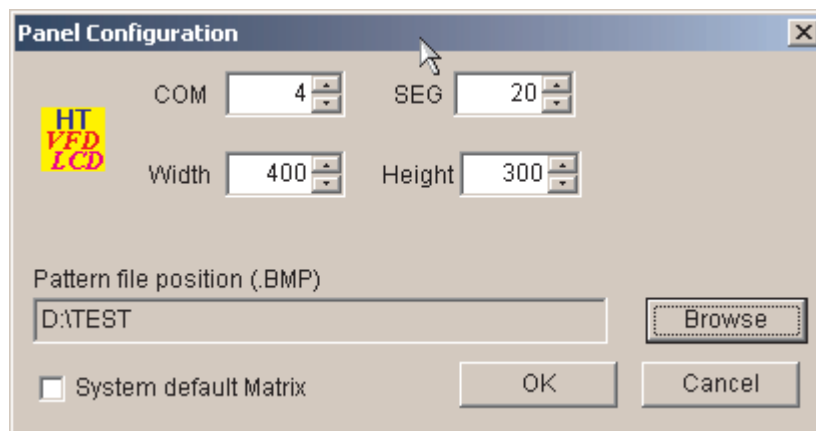 Panel Configuration
COM 4 SEG 20
HT
VFD
LCD
Width 400 Height 300
Pattern file position (.BMP)
D:\TEST Browse
System default Matrix OK Cancel